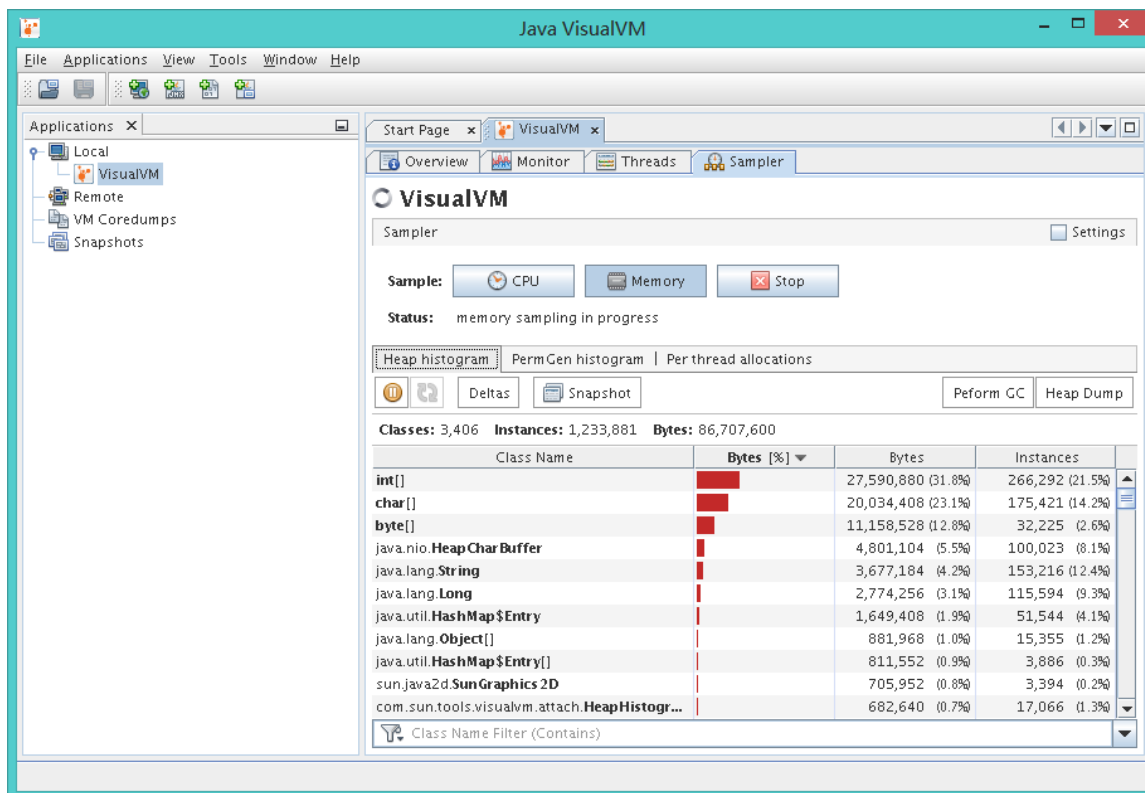 Java VisualVM
File Applications View Tools Window Help
Applications
Local
VisualVM
Remote
VM Coredumps
Snapshots
Start Page VisualVM
Overview Monitor Threads Sampler
VisualVM
Sampler Settings
Sample: CPU Memory Stop
Status: memory sampling in progress
Heap histogram PermGen histogram | Per thread allocations
Deltas Snapshot Peform GC Heap Dump
Classes: 3,406 Instances: 1,233,881 Bytes: 86,707,600
Class Name Bytes [%] Bytes Instances
int[] 27,590,880 (31.8%) 266,292 (21.5%)
char[] 20,034,408 (23.1%) 175,421 (14.2%)
byte[] 11,158,528 (12.8%) 32,225 (2.6%)
java.nio.HeapCharBuffer 4,801,104 (5.5%) 100,023 (8.1%)
java.lang.String 3,677,184 (4.2%) 153,216 (12.4%)
java.lang.Long 2,774,256 (3.1%) 115,594 (9.3%)
java.util.HashMap$Entry 1,649,408 (1.9%) 51,544 (4.1%)
java.lang.Object[] 881,968 (1.0%) 15,355 (1.2%)
java.util.HashMap$Entry[] 811,552 (0.9%) 3,886 (0.3%)
sun.java2d.SunGraphics2D 705,952 (0.8%) 3,394 (0.2%)
com.sun.tools.visualvm.attach.HeapHistogr... 682,640 (0.7%) 17,066 (1.3%)
Class Name Filter (Contains)